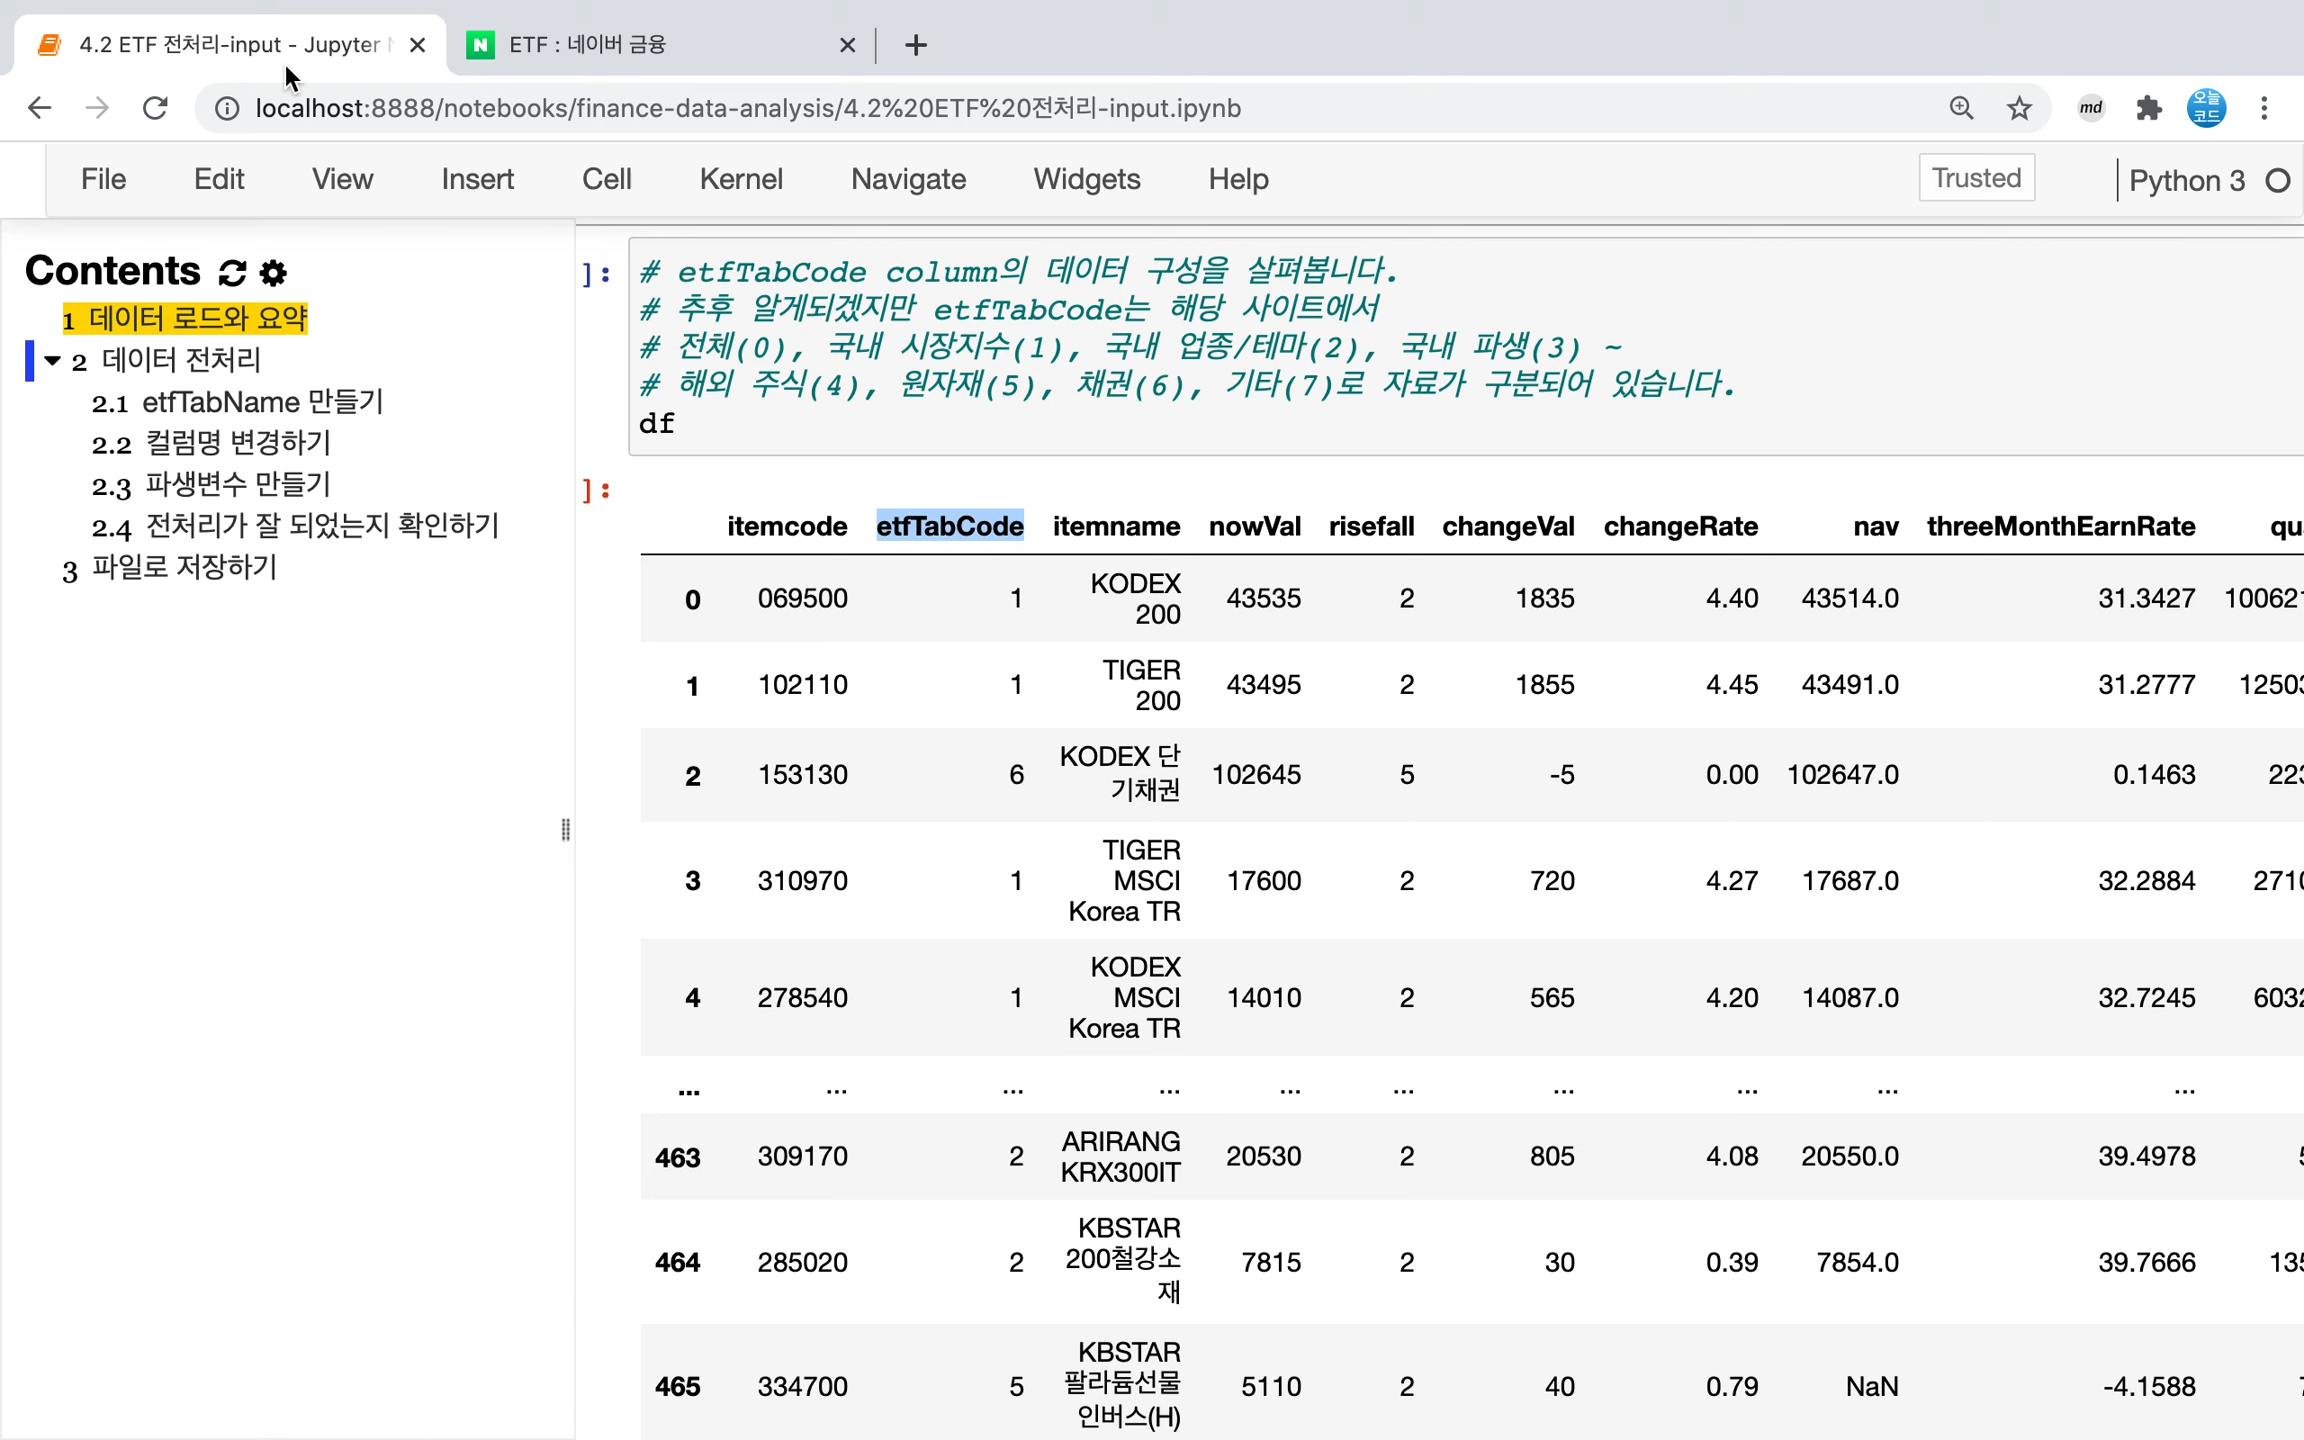 4.2 ETF 전처리-input - Jupyter N
ETF : 네이버 금융
localhost:8888/notebooks/finance-data-analysis/4.2%20ETF%20전처리-input.ipynb
md
오늘
코드
File Edit View Insert Cell Kernel Navigate Widgets Help
Trusted
Python 3
Contents
1 데이터 로드와 요약
2 데이터 전처리
2.1 etfTabName 만들기
2.2 컬럼명 변경하기
2.3 파생변수 만들기
2.4 전처리가 잘 되었는지 확인하기
3 파일로 저장하기
]:
# etfTabCode column의 데이터 구성을 살펴봅니다.
# 추후 알게되겠지만 etfTabCode는 해당 사이트에서
# 전체(0), 국내 시장지수(1), 국내 업종/테마(2), 국내 파생(3) ~
# 해외 주식(4), 원자재(5), 채권(6), 기타(7)로 자료가 구분되어 있습니다.
df
]:
itemcode etfTabCode itemname nowVal risefall changeVal changeRate nav threeMonthEarnRate qu
0 069500 1 KODEX 200 43535 2 1835 4.40 43514.0 31.3427 10062
1 102110 1 TIGER 200 43495 2 1855 4.45 43491.0 31.2777 1250
2 153130 6 KODEX 단기채권 102645 5 -5 0.00 102647.0 0.1463 22
3 310970 1 TIGER MSCI Korea TR 17600 2 720 4.27 17687.0 32.2884 271
4 278540 1 KODEX MSCI Korea TR 14010 2 565 4.20 14087.0 32.7245 603
... ... ... ... ... ... ... ... ... ...
463 309170 2 ARIRANG KRX300IT 20530 2 805 4.08 20550.0 39.4978
464 285020 2 KBSTAR 200철강소재 7815 2 30 0.39 7854.0 39.7666 13
465 334700 5 KBSTAR 팔라듐선물인버스(H) 5110 2 40 0.79 NaN -4.1588